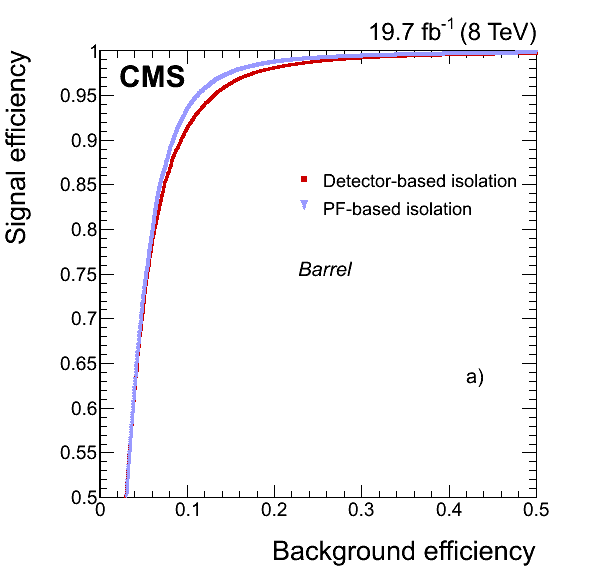 19.7 fb-1 (8 TeV)
Signal efficiency
1
0.95
0.9
0.85
0.8
0.75
0.7
0.65
0.6
0.55
0.5
CMS
Detector-based isolation
PF-based isolation
Barrel
a)
0 0.1 0.2 0.3 0.4 0.5
Background efficiency